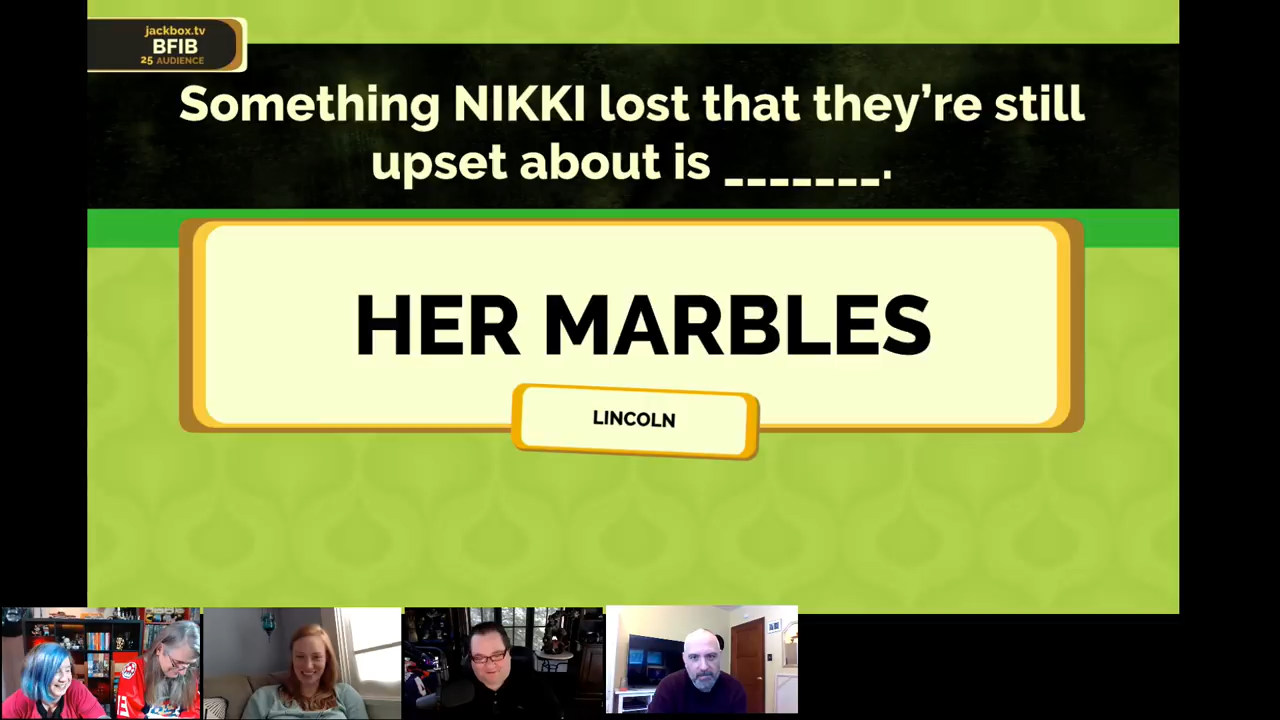 jackbox.tv
BFIB
25 AUDIENCE
Something NIKKI lost that they’re still
upset about is _______.
HER MARBLES
LINCOLN